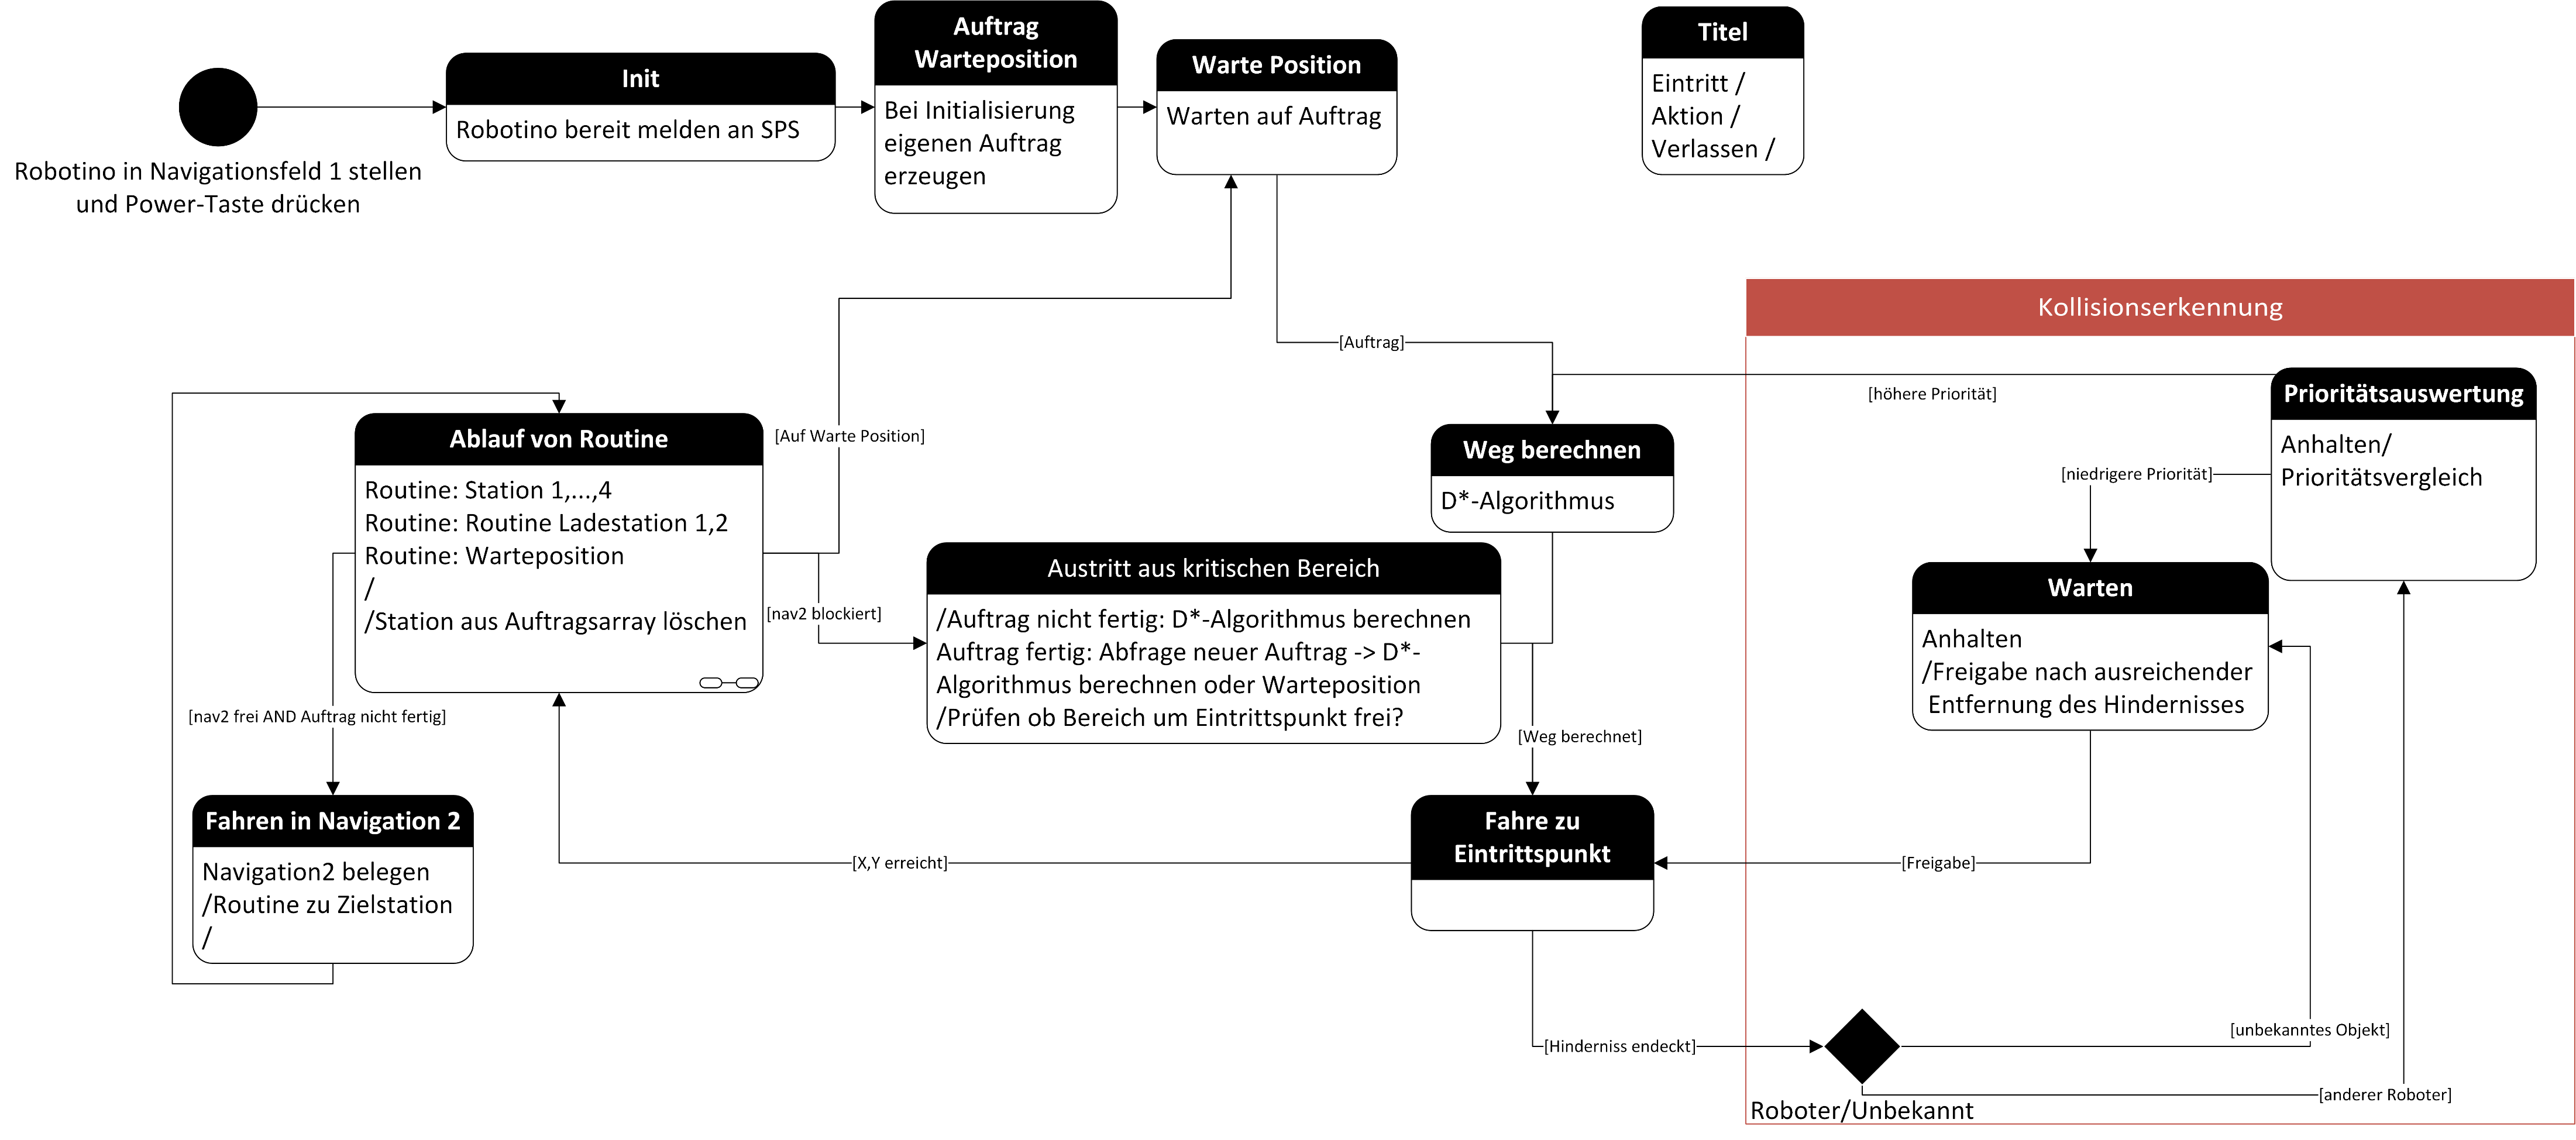 Robotino in Navigationsfeld 1 stellen
und Power-Taste drücken
Init
Robotino bereit melden an SPS
Auftrag
Warteposition
Bei Initialisierung
eigenen Auftrag
erzeugen
Warte Position
Warten auf Auftrag
Titel
Eintritt /
Aktion /
Verlassen /
[Auftrag]
[Auf Warte Position]
Ablauf von Routine
Routine: Station 1,...,4
Routine: Routine Ladestation 1,2
Routine: Warteposition
/
/Station aus Auftragsarray löschen
[nav2 blockiert]
[nav2 frei AND Auftrag nicht fertig]
Fahren in Navigation 2
Navigation2 belegen
/Routine zu Zielstation
/
Austritt aus kritischen Bereich
/Auftrag nicht fertig: D*-Algorithmus berechnen
Auftrag fertig: Abfrage neuer Auftrag -> D*-
Algorithmus berechnen oder Warteposition
/Prüfen ob Bereich um Eintrittspunkt frei?
Weg berechnen
D*-Algorithmus
[Weg berechnet]
Fahre zu
Eintrittspunkt
[X,Y erreicht]
[Hinderniss endeckt]
Kollisionserkennung
[höhere Priorität]
Prioritätsauswertung
Anhalten/
Prioritätsvergleich
[niedrigere Priorität]
Warten
Anhalten
/Freigabe nach ausreichender
Entfernung des Hindernisses
[Freigabe]
[unbekanntes Objekt]
[anderer Roboter]
Roboter/Unbekannt